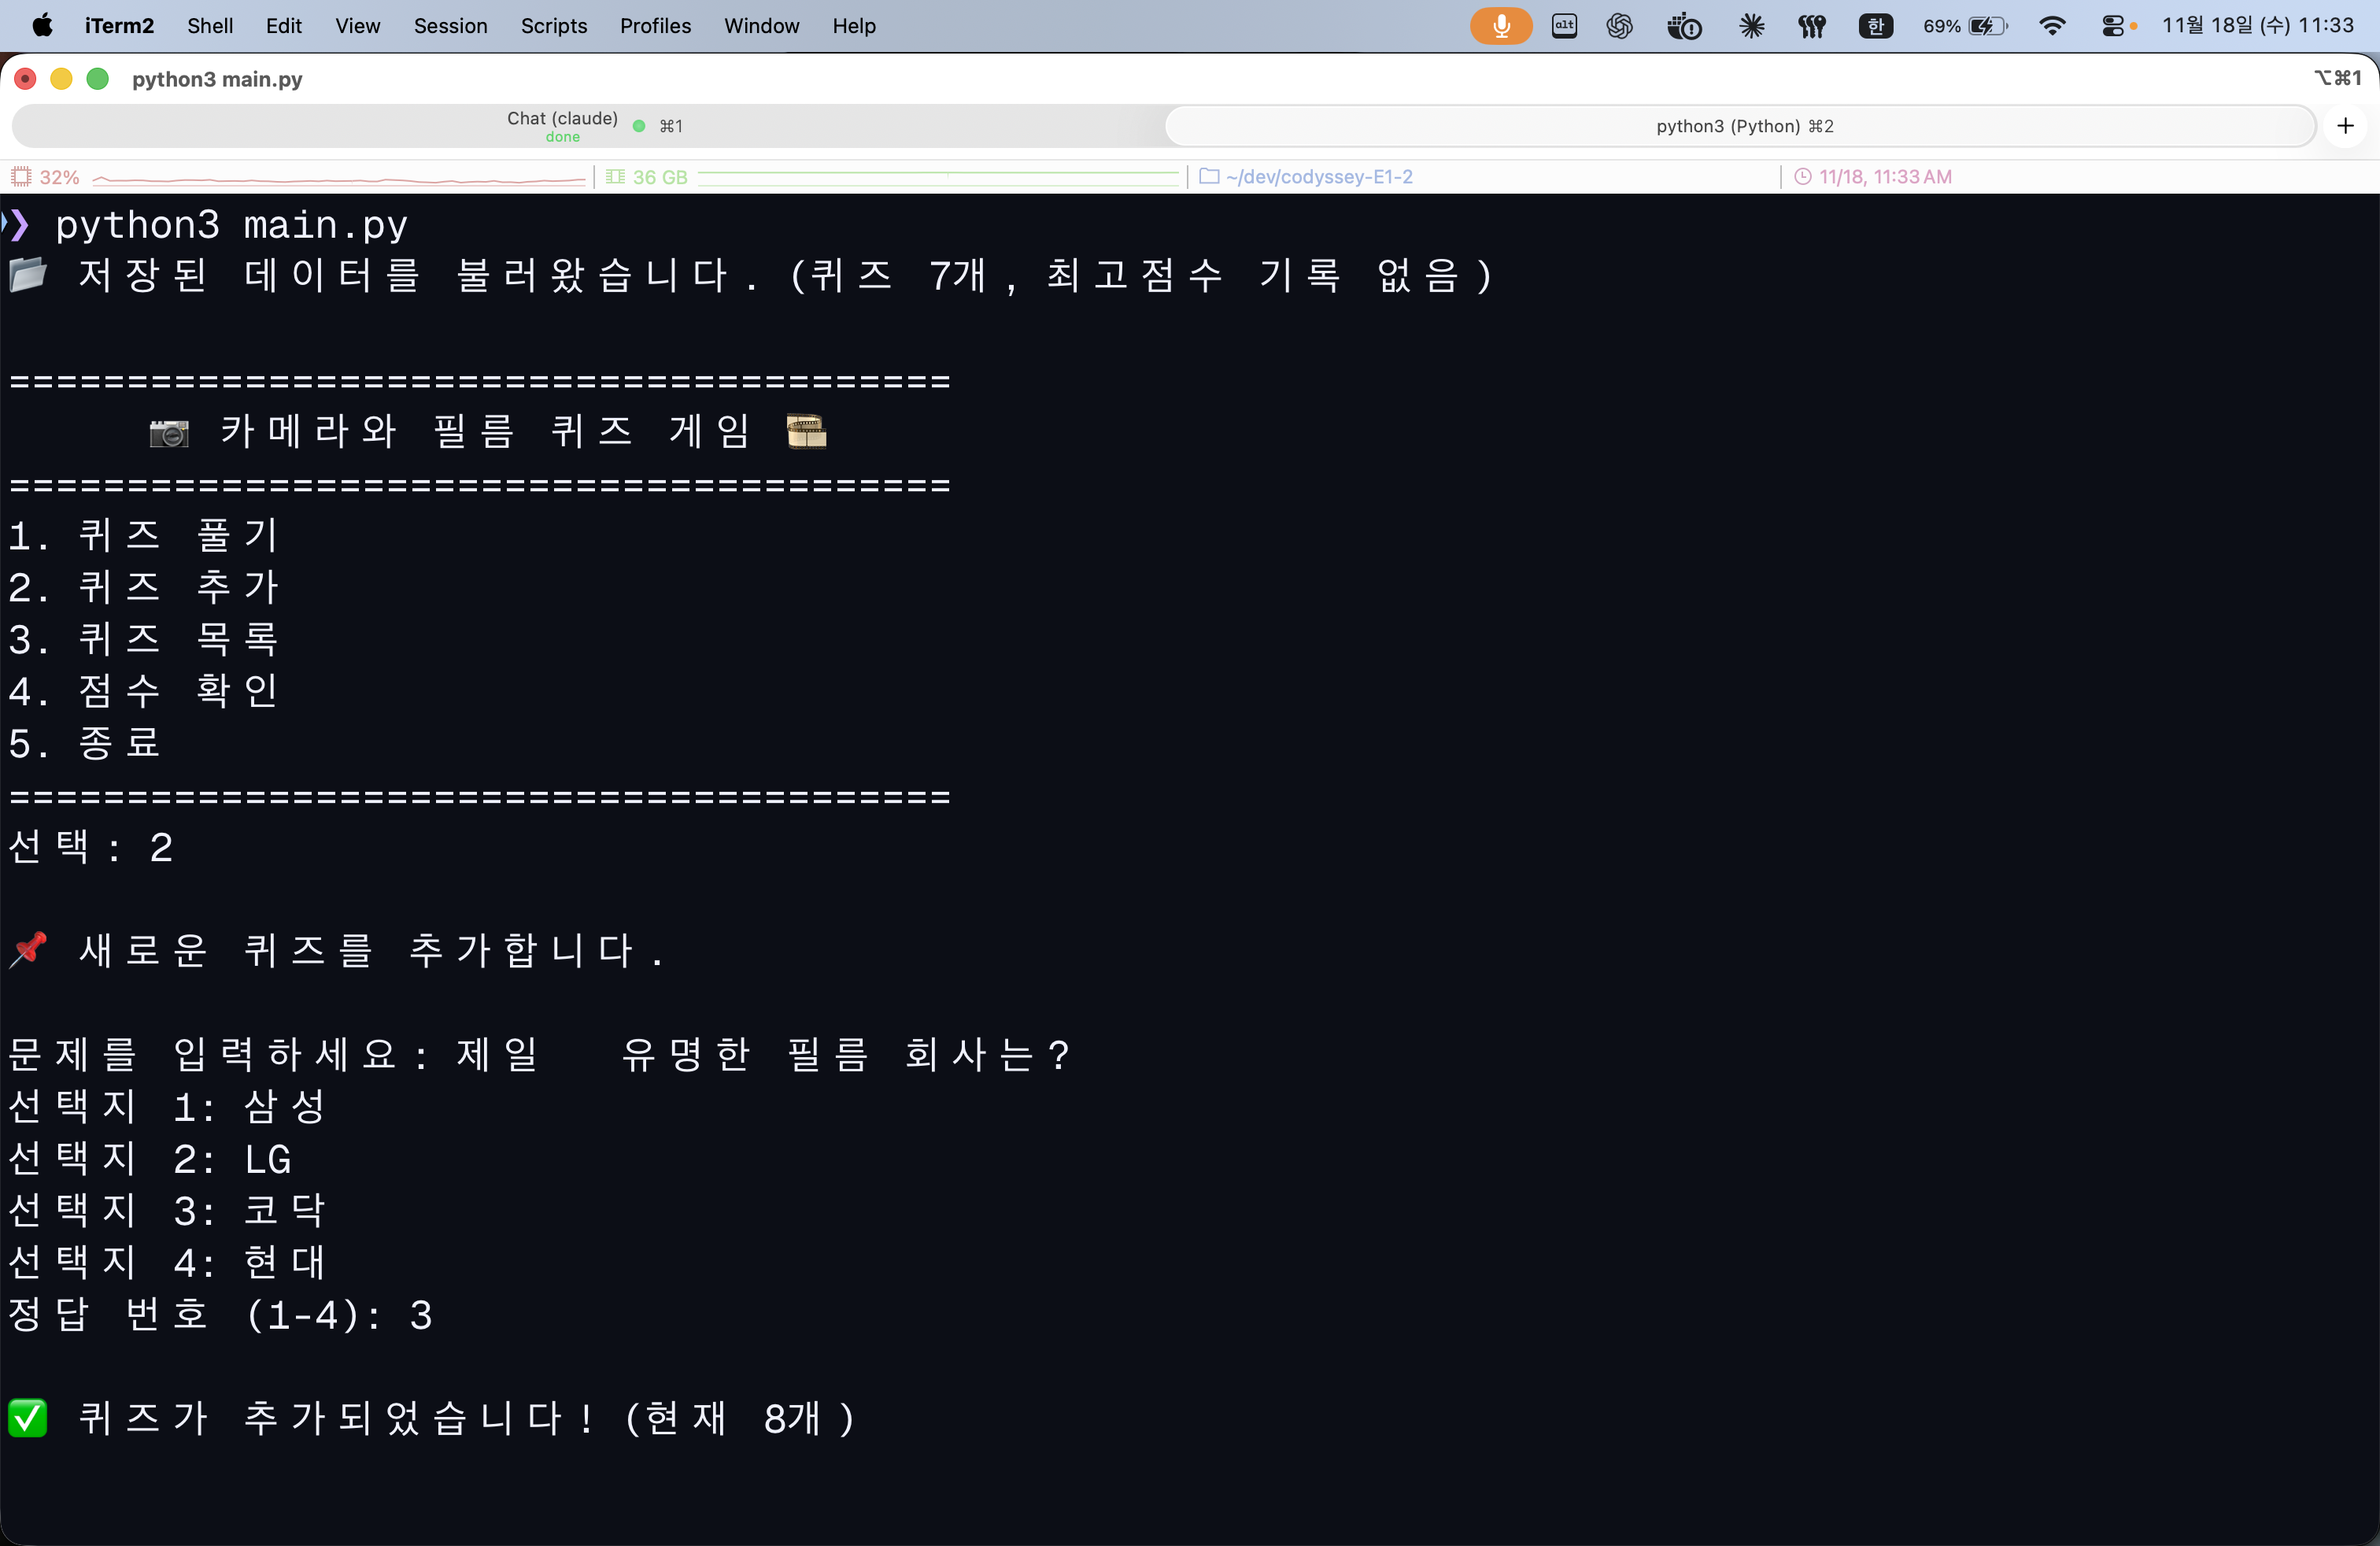 iTerm2 Shell Edit View Session Scripts Profiles Window Help alt 한 69% 11월 18일 (수) 11:33
python3 main.py ⌥⌘1
Chat (claude) ⌘1 python3 (Python) ⌘2 +
done
32% 36 GB ~/dev/codyssey-E1-2 11/18, 11:33 AM
❯ python3 main.py
📂 저장된 데이터를 불러왔습니다. (퀴즈 7개, 최고점수 기록 없음)
========================================
📷 카메라와 필름 퀴즈 게임 🎞️
========================================
1. 퀴즈 풀기
2. 퀴즈 추가
3. 퀴즈 목록
4. 점수 확인
5. 종료
========================================
선택: 2
📌 새로운 퀴즈를 추가합니다.
문제를 입력하세요: 제일   유명한 필름 회사는?
선택지 1: 삼성
선택지 2: LG
선택지 3: 코닥
선택지 4: 현대
정답 번호 (1-4): 3
✅ 퀴즈가 추가되었습니다! (현재 8개)